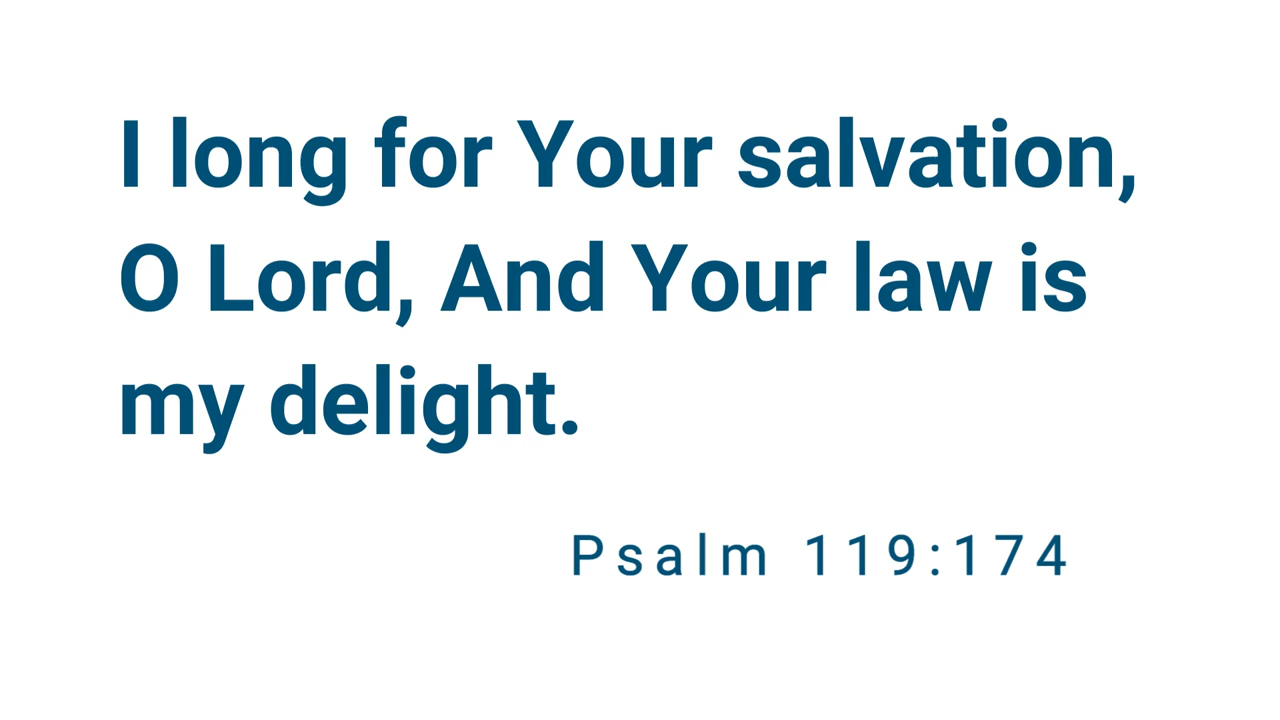 I long for Your salvation,
O Lord, And Your law is
my delight.
Psalm 119:174